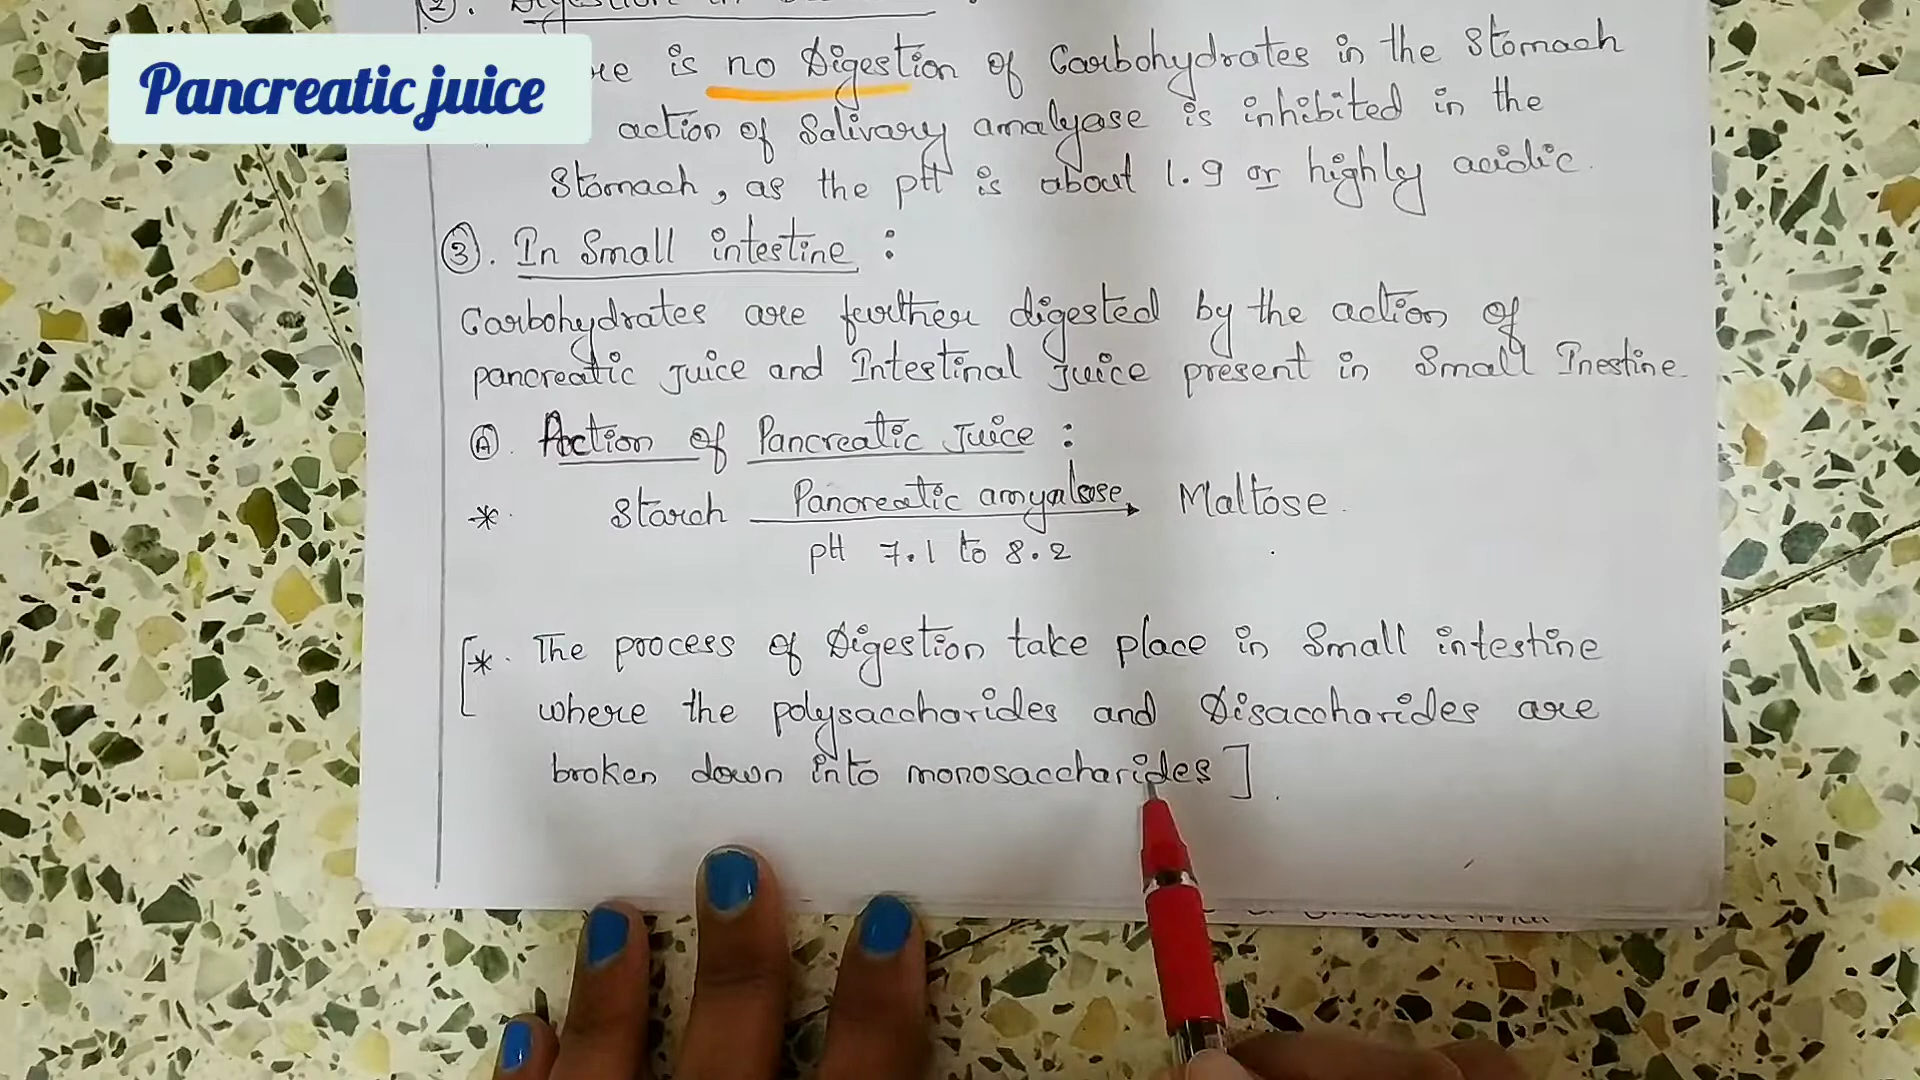 Pancreatic juice
is no Digestion of Carbohydrates in the Stomach
action of Salivary amalyase is inhibited in the
Stomach, as the pH is about 1.9 or highly acidic.
3. In Small intestine :
Carbohydrates are further digested by the action of
pancreatic Juice and Intestinal Juice present in Small Inestine.
A. Action of Pancreatic Juice :
* Starch Pancreatic amyalase Maltose.
pH 7.1 to 8.2
[*. The process of Digestion take place in Small intestine
where the polysaccharides and Disaccharides are
broken down into monosaccharides]